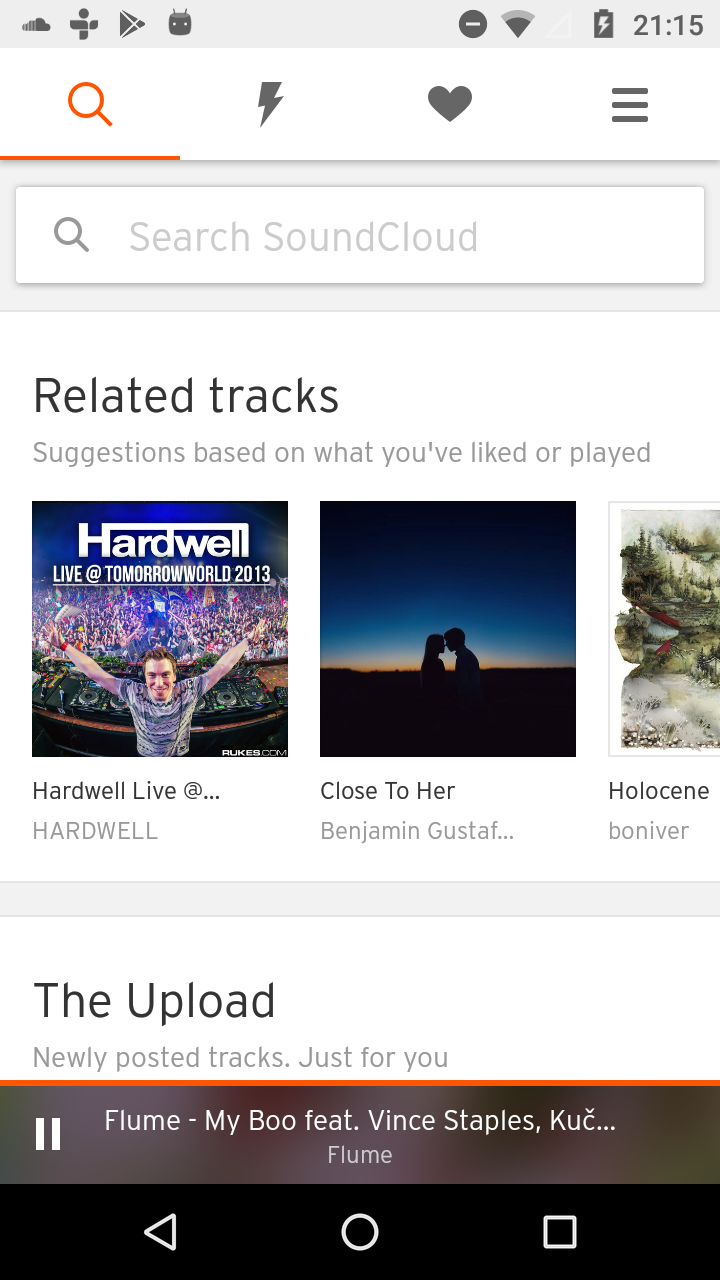 21:15
Search SoundCloud
Related tracks
Suggestions based on what you've liked or played
Hardwell
LIVE @ TOMORROWWORLD 2013
RUKES.COM
Hardwell Live @...
HARDWELL
Close To Her
Benjamin Gustaf...
Holocene
boniver
The Upload
Newly posted tracks. Just for you
Flume - My Boo feat. Vince Staples, Kuč...
Flume